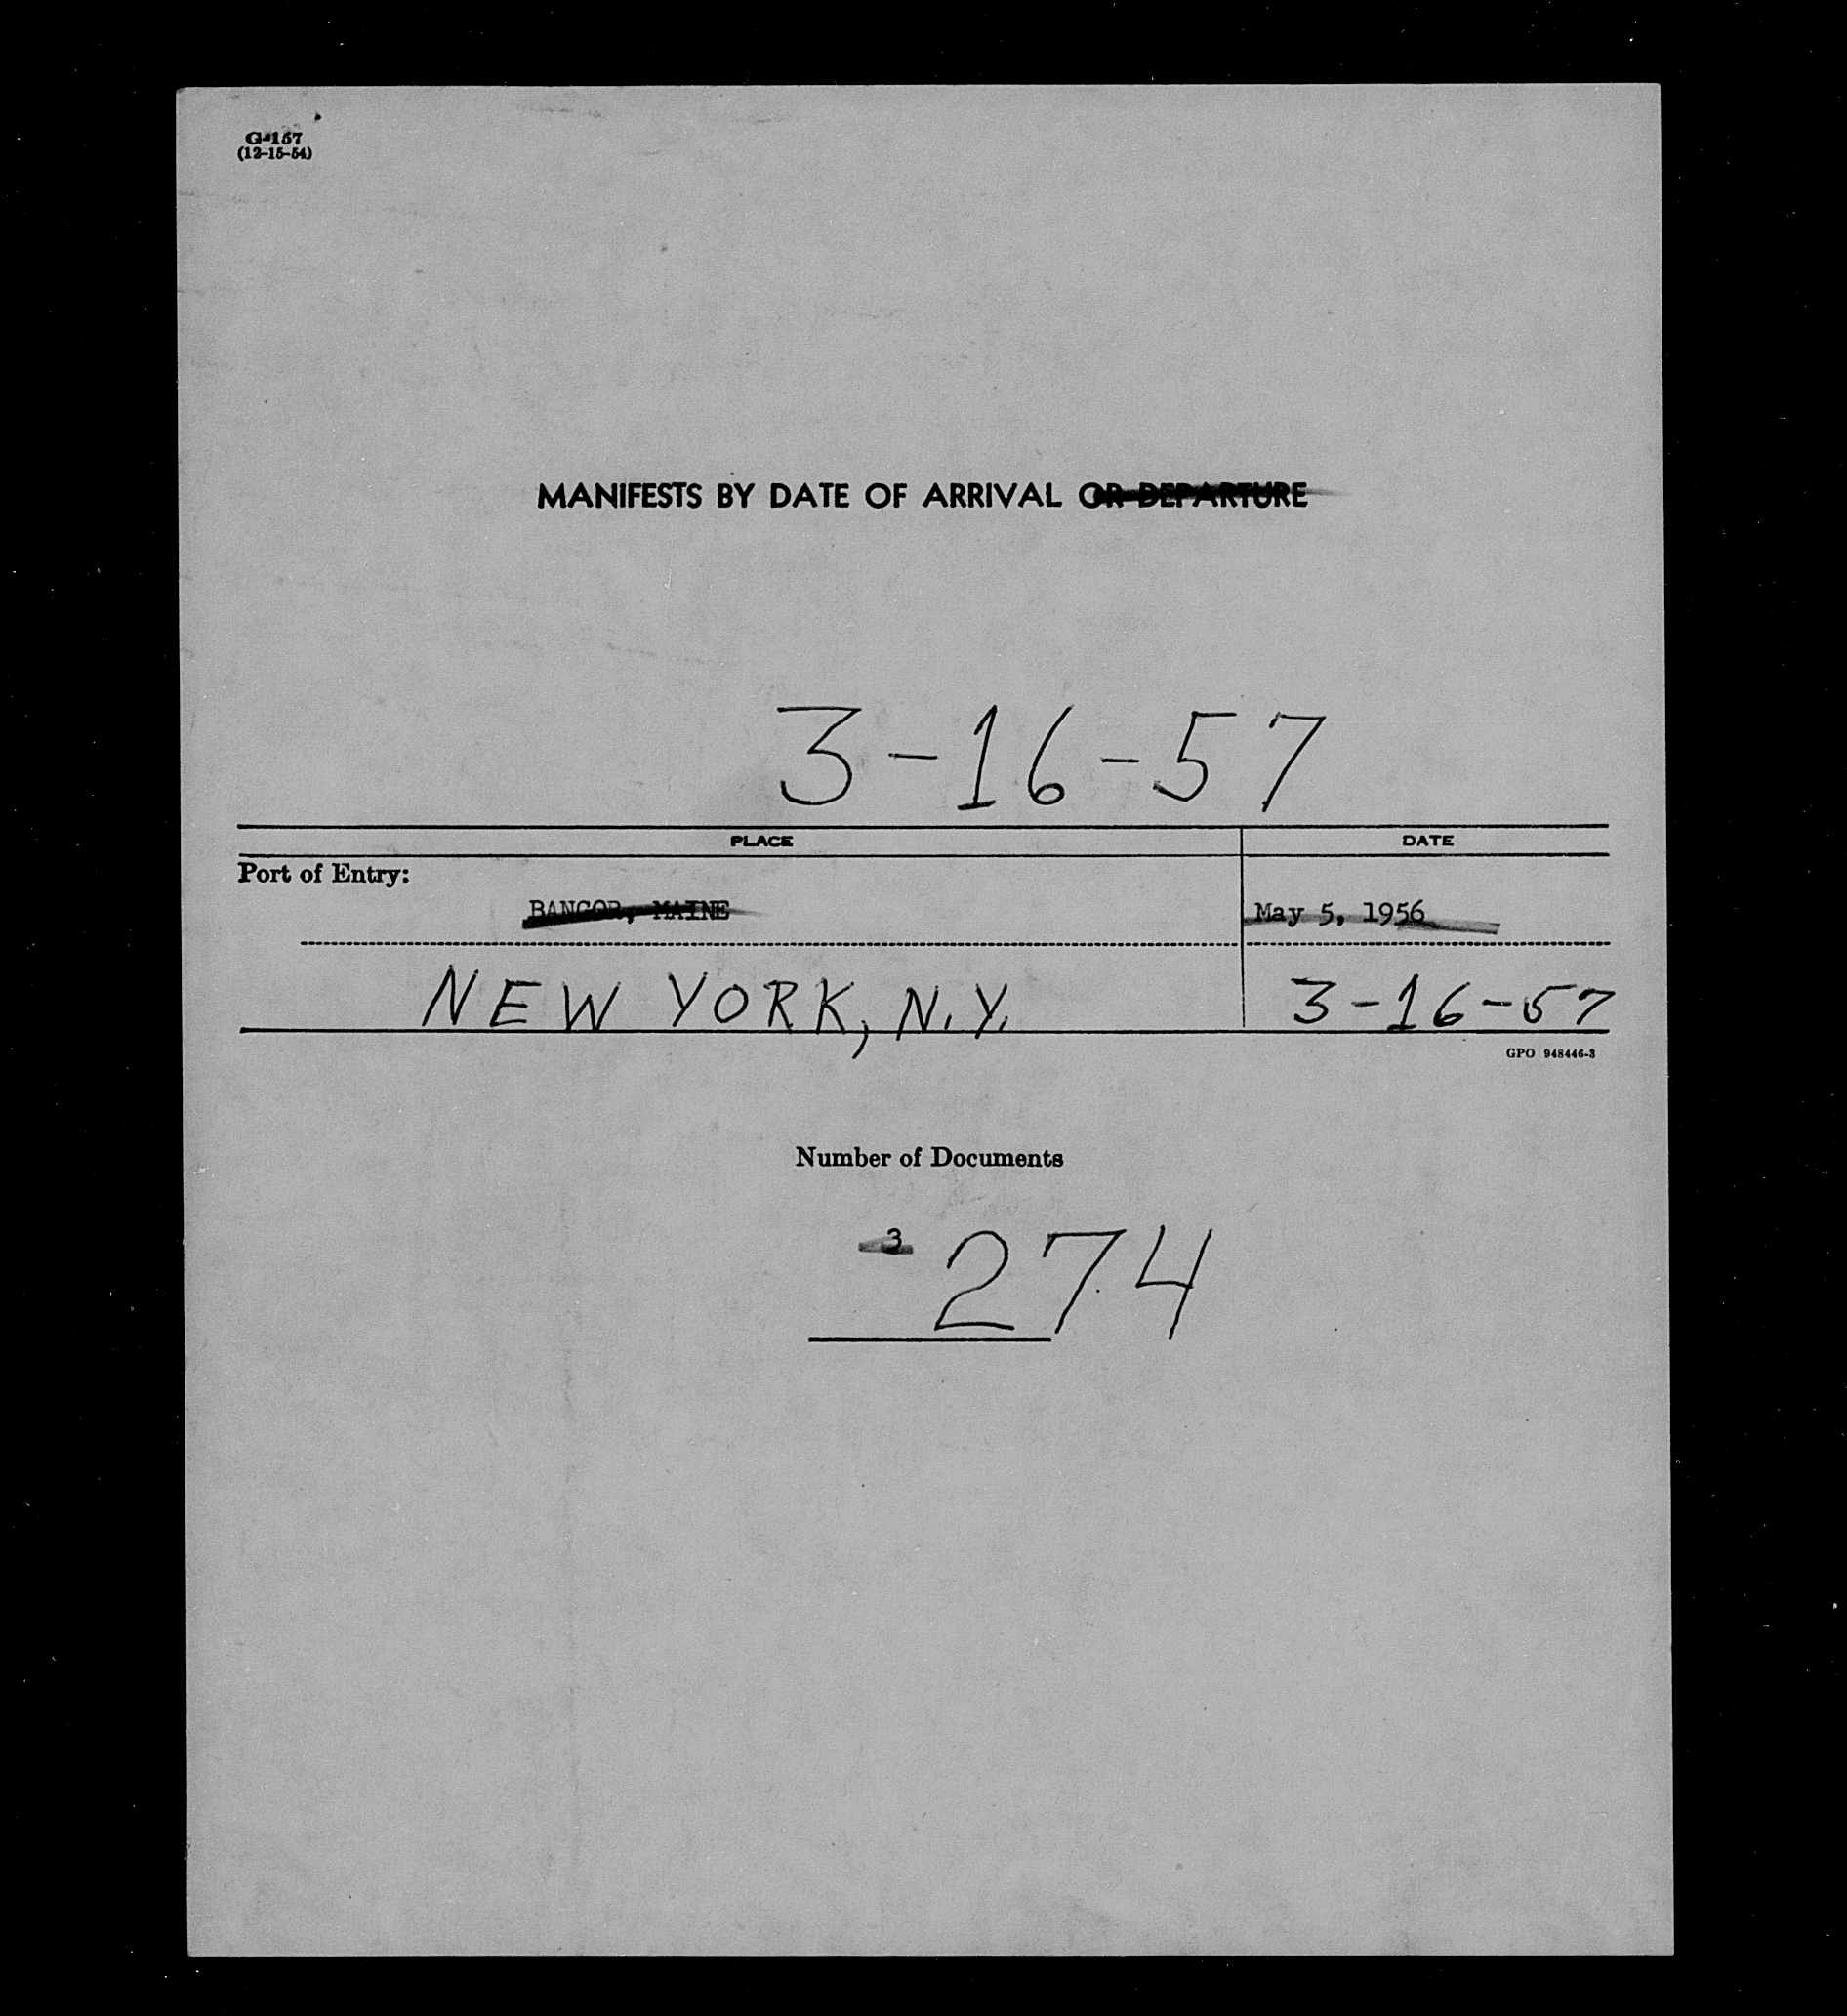 G-157
(12-15-54)
MANIFESTS BY DATE OF ARRIVAL OR DEPARTURE
3-16-57
PLACE DATE
Port of Entry:
BANGOR, MAINE May 5, 1956
NEW YORK, N.Y. 3-16-57
GPO 948446-3
Number of Documents
3 274